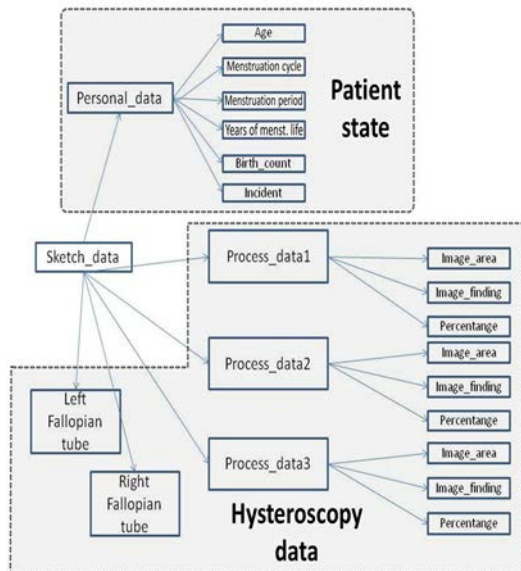 Age
Menstruation cycle
Personal_data
Menstruation period
Patient
state
Years of menst. life
Birth_count
Incident
Sketch_data
Process_data1
Image_area
Image_finding
Percentange
Process_data2
Image_area
Image_finding
Percentange
Left
Fallopian
tube
Process_data3
Image_area
Image_finding
Percentange
Right
Fallopian
tube
Hysteroscopy
data